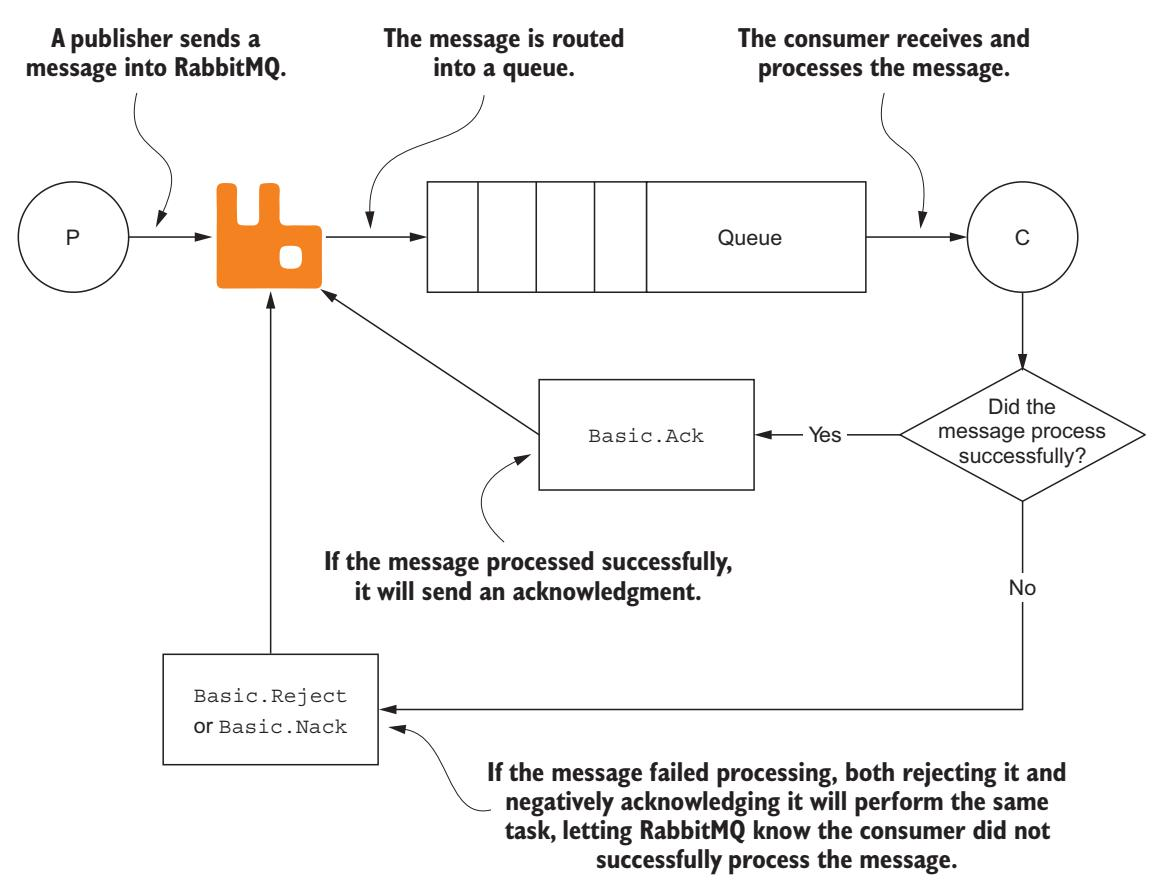 A publisher sends a
message into RabbitMQ.
The message is routed
into a queue.
The consumer receives and
processes the message.
P
Queue
C
Did the
message process
successfully?
Yes
Basic.Ack
If the message processed successfully,
it will send an acknowledgment.
No
Basic.Reject
or Basic.Nack
If the message failed processing, both rejecting it and
negatively acknowledging it will perform the same
task, letting RabbitMQ know the consumer did not
successfully process the message.